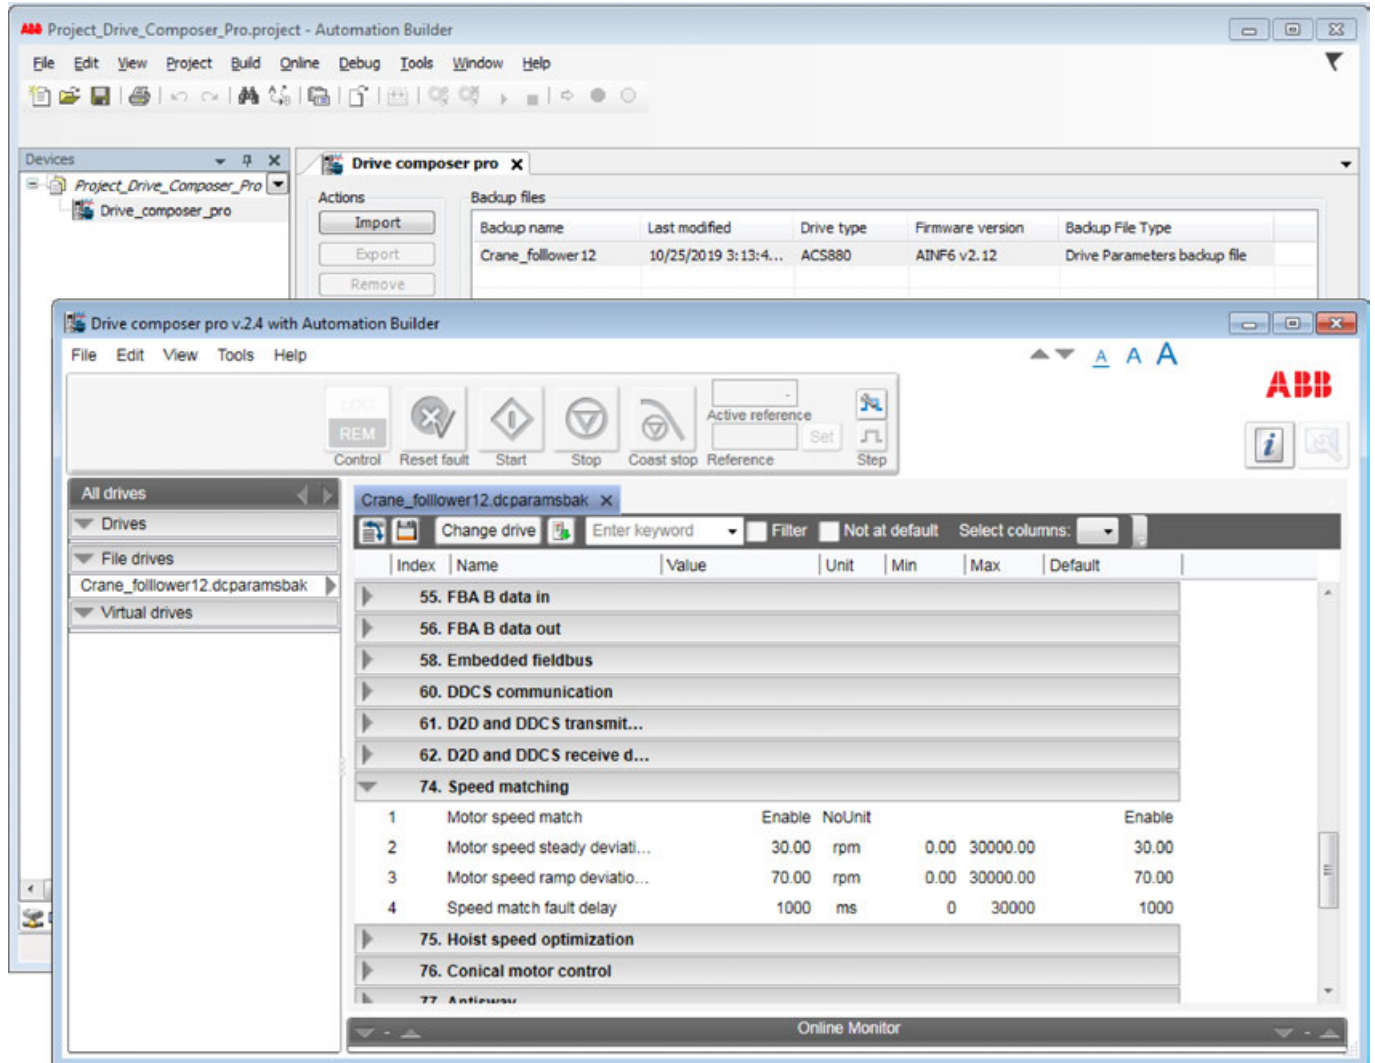 ABB Project_Drive_Composer_Pro.project - Automation Builder
File Edit View Project Build Online Debug Tools Window Help
Devices
Project_Drive_Composer_Pro
Drive_composer_pro
Drive composer pro
Actions
Import
Export
Remove
Backup files
Backup name Last modified Drive type Firmware version Backup File Type
Crane_folllower12 10/25/2019 3:13:4... ACS880 AINF6 v2.12 Drive Parameters backup file
Drive composer pro v.2.4 with Automation Builder
File Edit View Tools Help
A A A
ABB
LOC
REM
Control Reset fault Start Stop Coast stop
-
Active reference
Set
Reference
Step
i
All drives
Drives
File drives
Crane_folllower12.dcparamsbak
Virtual drives
Crane_folllower12.dcparamsbak
Change drive Enter keyword Filter Not at default Select columns:
Index Name Value Unit Min Max Default
55. FBA B data in
56. FBA B data out
58. Embedded fieldbus
60. DDCS communication
61. D2D and DDCS transmit...
62. D2D and DDCS receive d...
74. Speed matching
1 Motor speed match Enable NoUnit Enable
2 Motor speed steady deviati... 30.00 rpm 0.00 30000.00 30.00
3 Motor speed ramp deviatio... 70.00 rpm 0.00 30000.00 70.00
4 Speed match fault delay 1000 ms 0 30000 1000
75. Hoist speed optimization
76. Conical motor control
77. Antisway
Online Monitor